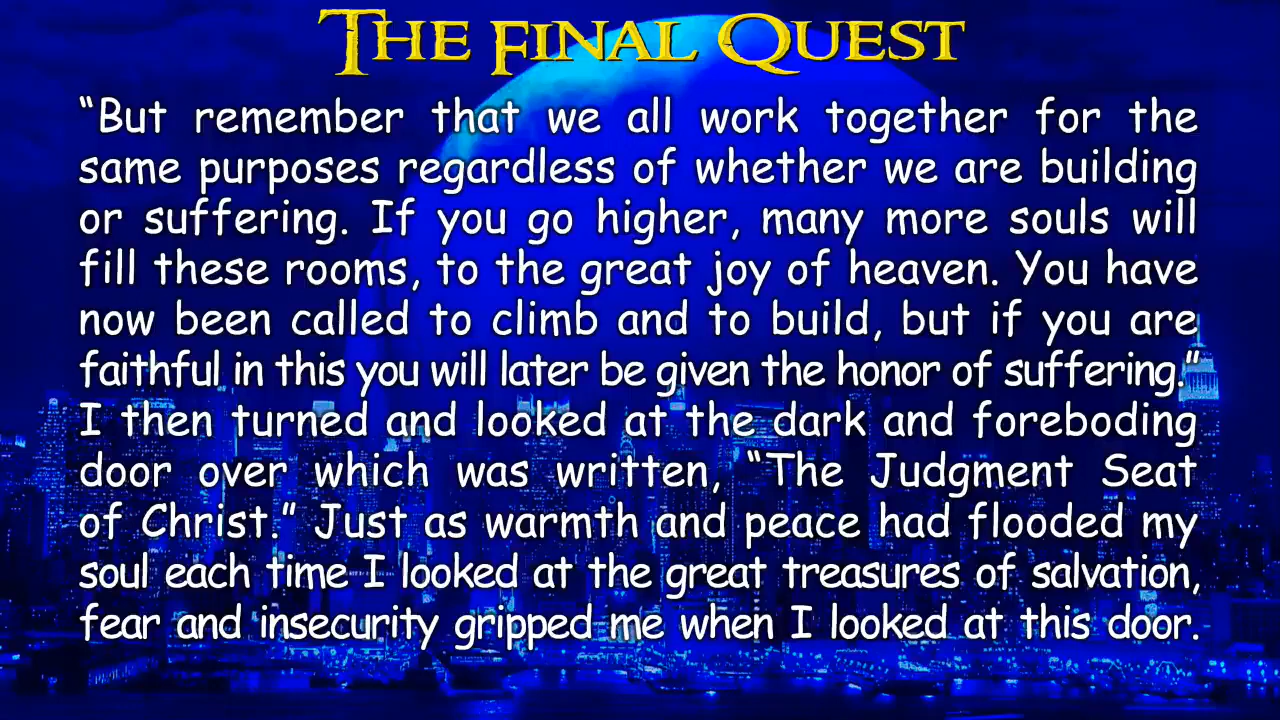 THE FINAL QUEST
“But remember that we all work together for the
same purposes regardless of whether we are building
or suffering. If you go higher, many more souls will
fill these rooms, to the great joy of heaven. You have
now been called to climb and to build, but if you are
faithful in this you will later be given the honor of suffering.”
I then turned and looked at the dark and foreboding
door over which was written, “The Judgment Seat
of Christ.” Just as warmth and peace had flooded my
soul each time I looked at the great treasures of salvation,
fear and insecurity gripped me when I looked at this door.